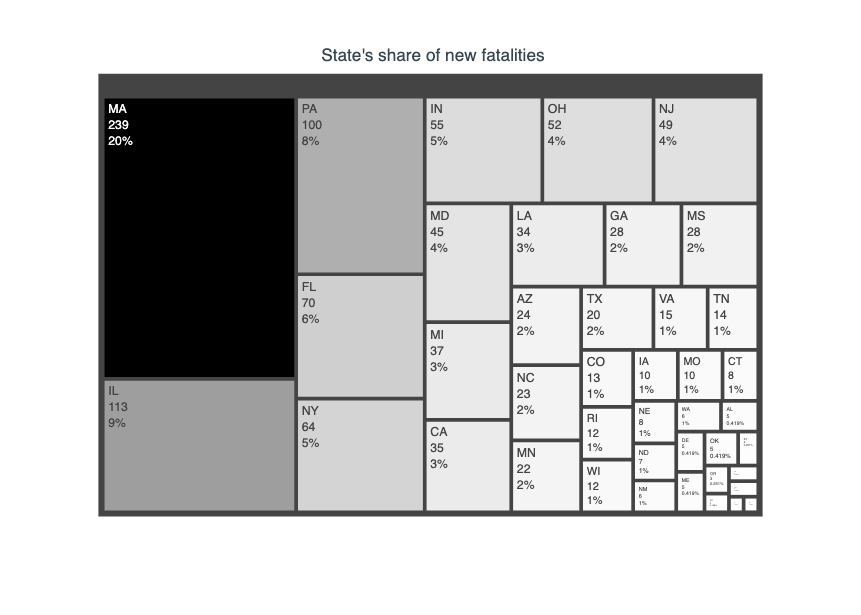 State's share of new fatalities
MA
239
20%
IL
113
9%
PA
100
8%
FL
70
6%
NY
64
5%
IN
55
5%
OH
52
4%
NJ
49
4%
MD
45
4%
MI
37
3%
CA
35
3%
LA
34
3%
GA
28
2%
MS
28
2%
AZ
24
2%
NC
23
2%
MN
22
2%
TX
20
2%
VA
15
1%
TN
14
1%
CO
13
1%
RI
12
1%
WI
12
1%
IA
10
1%
MO
10
1%
CT
8
1%
NE
8
1%
ND
7
1%
NM
6
1%
WA
6
1%
AL
5
0.419%
DE
5
0.419%
ME
5
0.419%
OK
5
0.419%